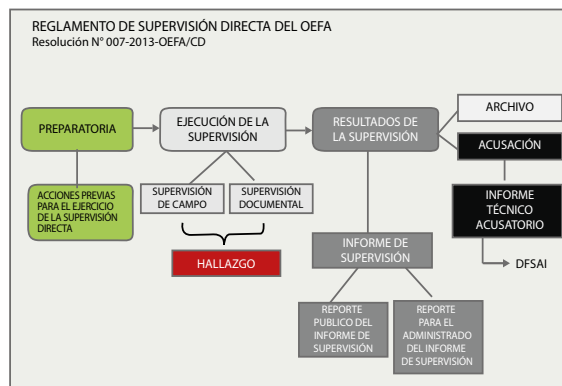 REGLAMENTO DE SUPERVISIÓN DIRECTA DEL OEFA
Resolución N° 007-2013-OEFA/CD
PREPARATORIA
EJECUCIÓN DE LA
SUPERVISIÓN
RESULTADOS DE
LA SUPERVISIÓN
ARCHIVO
ACUSACIÓN
ACCIONES PREVIAS
PARA EL EJERCICIO
DE LA SUPERVISIÓN
DIRECTA
SUPERVISIÓN
DE CAMPO
SUPERVISIÓN
DOCUMENTAL
HALLAZGO
INFORME DE
SUPERVISIÓN
INFORME
TÉCNICO
ACUSATORIO
DFSAI
REPORTE
PUBLICO DEL
INFORME DE
SUPERVISIÓN
REPORTE
PARA EL
ADMINISTRADO
DEL INFORME
DE SUPERVISIÓN